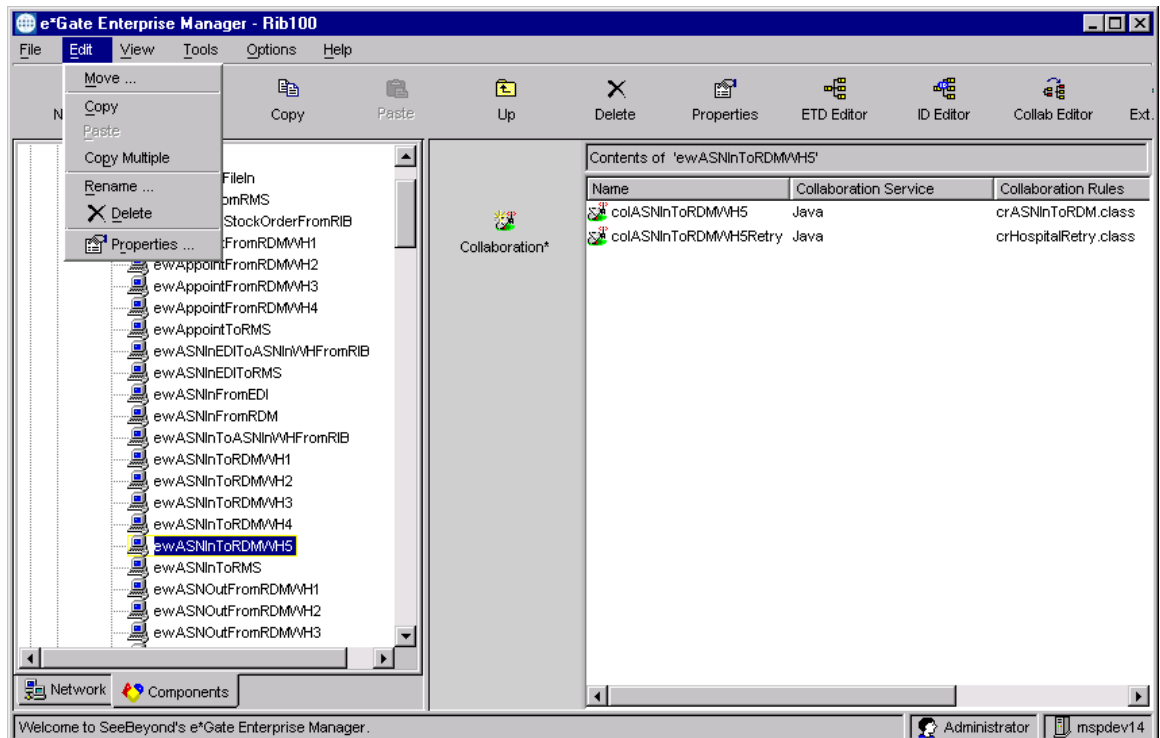 e*Gate Enterprise Manager - Rib100
File Edit View Tools Options Help
Move ...
Copy
Paste
Copy Multiple
Rename ...
Delete
Properties ...
N Copy Paste Up Delete Properties ETD Editor ID Editor Collab Editor Ext.
FileIn
omRMS
StockOrderFromRIB
tFromRDMWH1
ewAppointFromRDMWH2
ewAppointFromRDMWH3
ewAppointFromRDMWH4
ewAppointToRMS
ewASNInEDIToASNInWHFromRIB
ewASNInEDIToRMS
ewASNInFromEDI
ewASNInFromRDM
ewASNInToASNInWHFromRIB
ewASNInToRDMWH1
ewASNInToRDMWH2
ewASNInToRDMWH3
ewASNInToRDMWH4
ewASNInToRDMWH5
ewASNInToRMS
ewASNOutFromRDMWH1
ewASNOutFromRDMWH2
ewASNOutFromRDMWH3
Network Components
Collaboration*
Contents of 'ewASNInToRDMWH5'
Name Collaboration Service Collaboration Rules
colASNInToRDMWH5 Java crASNInToRDM.class
colASNInToRDMWH5Retry Java crHospitalRetry.class
Welcome to SeeBeyond's e*Gate Enterprise Manager. Administrator mspdev14